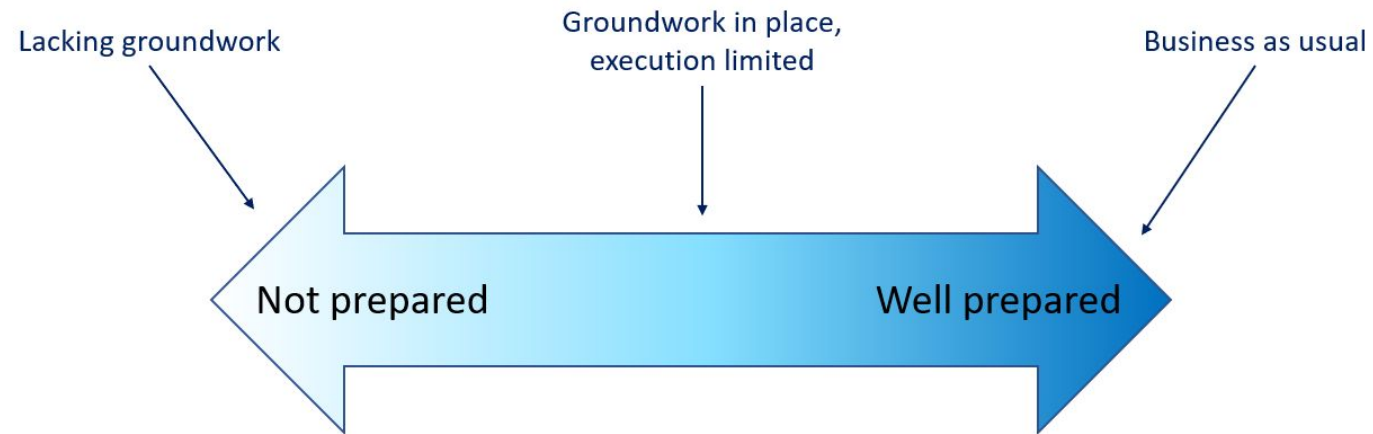 Lacking groundwork
Groundwork in place,
execution limited
Business as usual
Not prepared
Well prepared